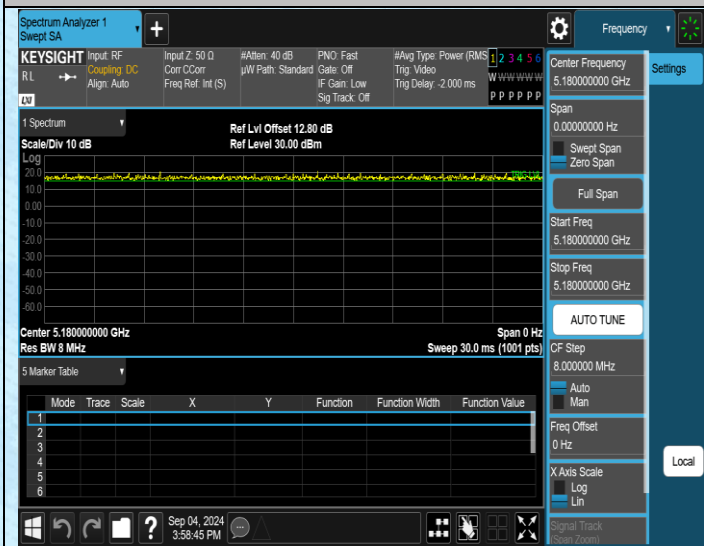 Spectrum Analyzer 1
Swept SA
Frequency
KEYSIGHT
RL
LXI
Input: RF
Coupling: DC
Align: Auto
Input Z: 50 Ω
Corr CCorr
Freq Ref: Int (S)
#Atten: 40 dB
µW Path: Standard
PNO: Fast
Gate: Off
IF Gain: Low
Sig Track: Off
#Avg Type: Power (RMS
Trig: Video
Trig Delay: -2.000 ms
1 2 3 4 5 6
W W W W W W
P P P P P P
Settings
1 Spectrum
Scale/Div 10 dB
Ref Lvl Offset 12.80 dB
Ref Level 30.00 dBm
Log
20.0
10.0
0.00
-10.0
-20.0
-30.0
-40.0
-50.0
-60.0
Center 5.180000000 GHz
Res BW 8 MHz
Span 0 Hz
Sweep 30.0 ms (1001 pts)
5 Marker Table
Mode Trace Scale X Y Function Function Width Function Value
1
2
3
4
5
6
Center Frequency
5.180000000 GHz
Span
0.00000000 Hz
Swept Span
Zero Span
Full Span
Start Freq
5.180000000 GHz
Stop Freq
5.180000000 GHz
AUTO TUNE
CF Step
8.000000 MHz
Auto
Man
Freq Offset
0 Hz
X Axis Scale
Log
Lin
Signal Track
(Span Zoom)
Local
?
Sep 04, 2024
3:58:45 PM